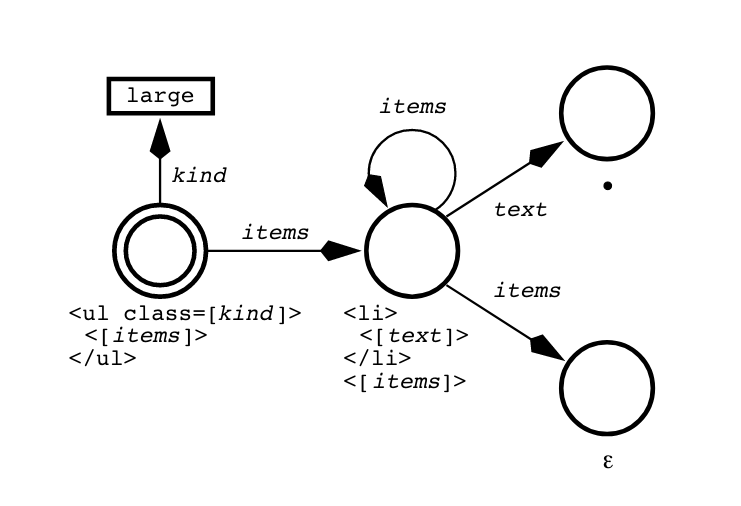 large
items
kind
text
items
items
•
<ul class=[kind]>
<[items]>
</ul>
<li>
<[text]>
</li>
<[items]>
ε